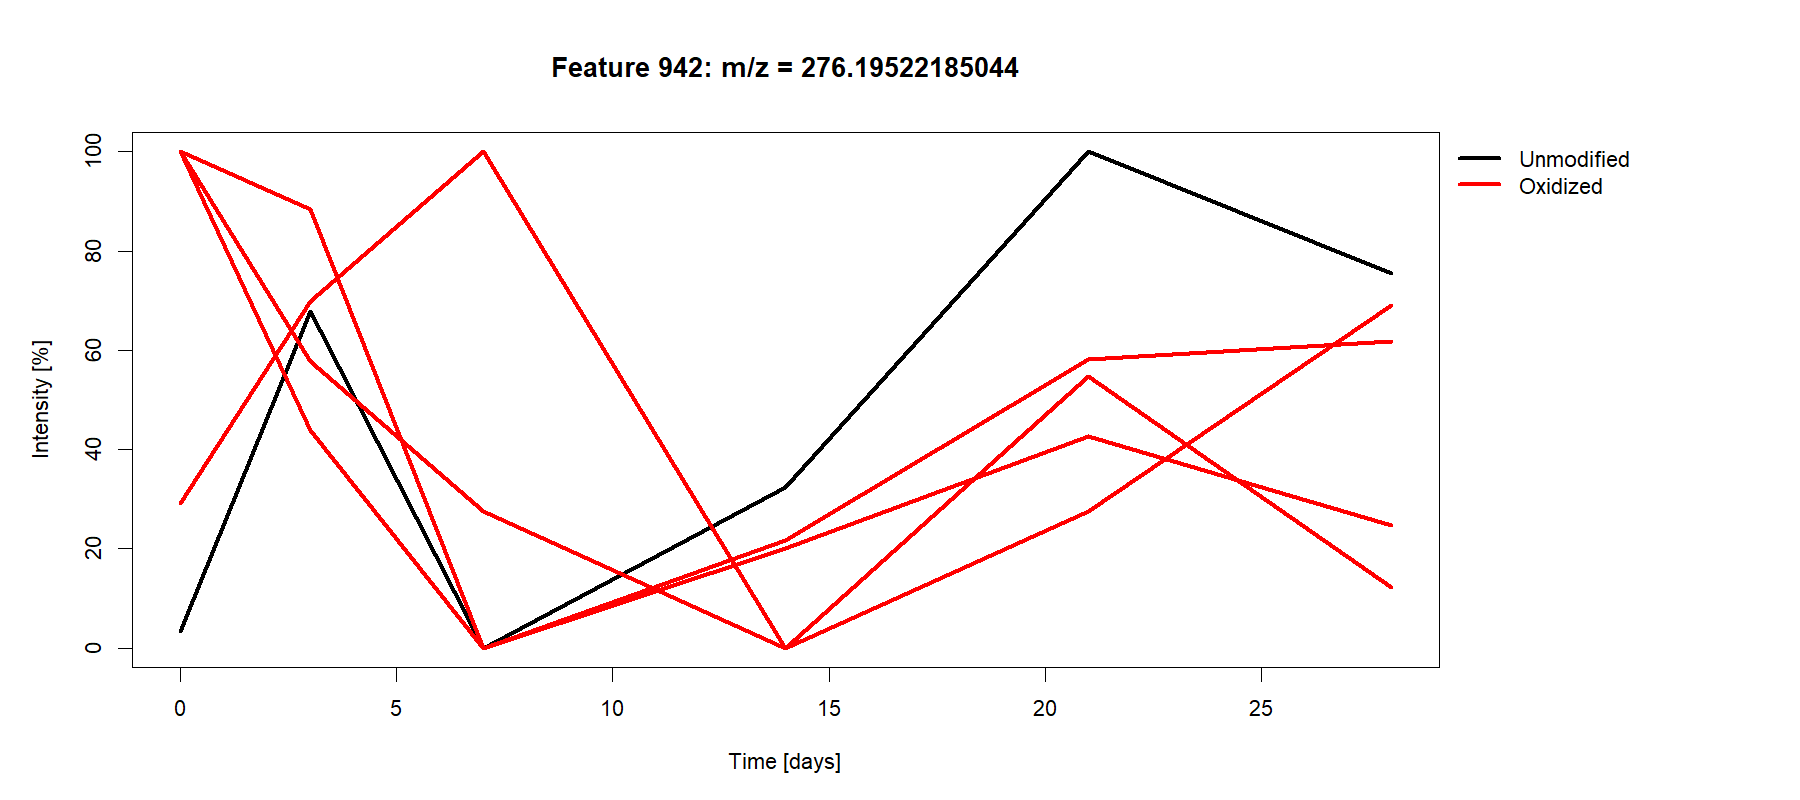 Feature 942: m/z = 276.19522185044
Unmodified
Oxidized
100
80
60
40
20
0
Intensity [%]
0 5 10 15 20 25
Time [days]